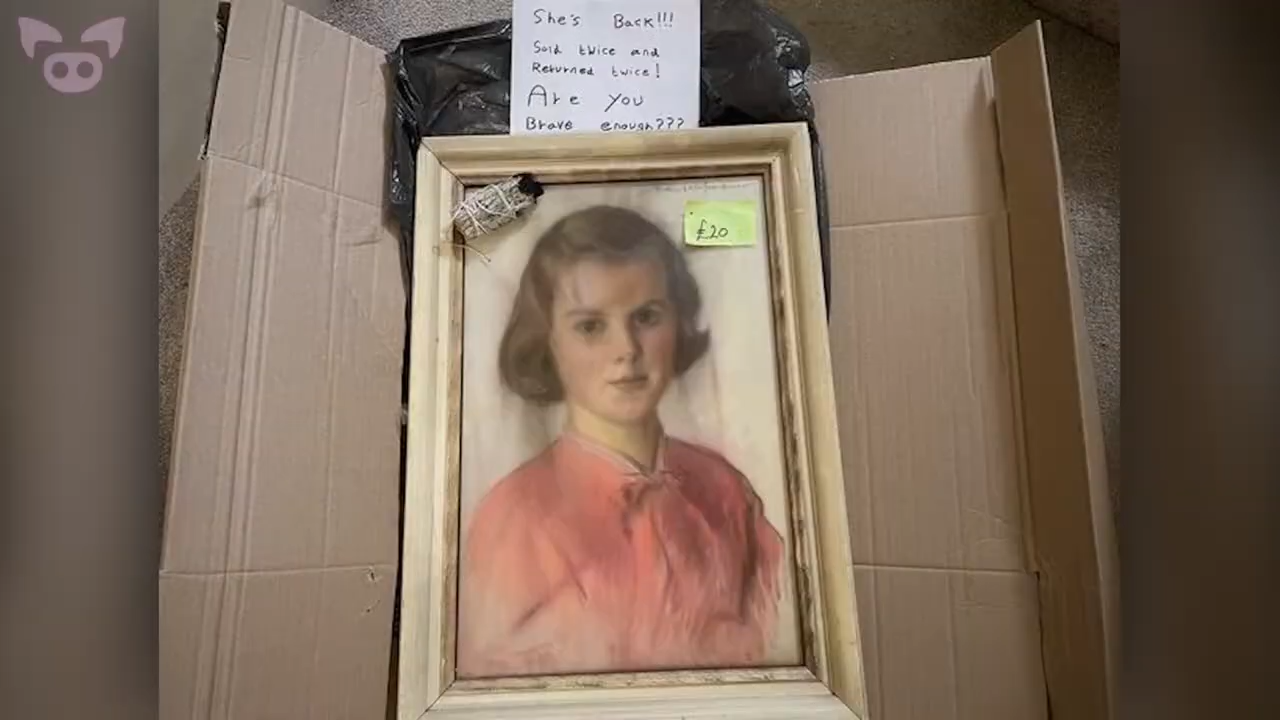 She's Back!!!
Sold twice and
Returned twice!
Are you
Brave enough???
£20